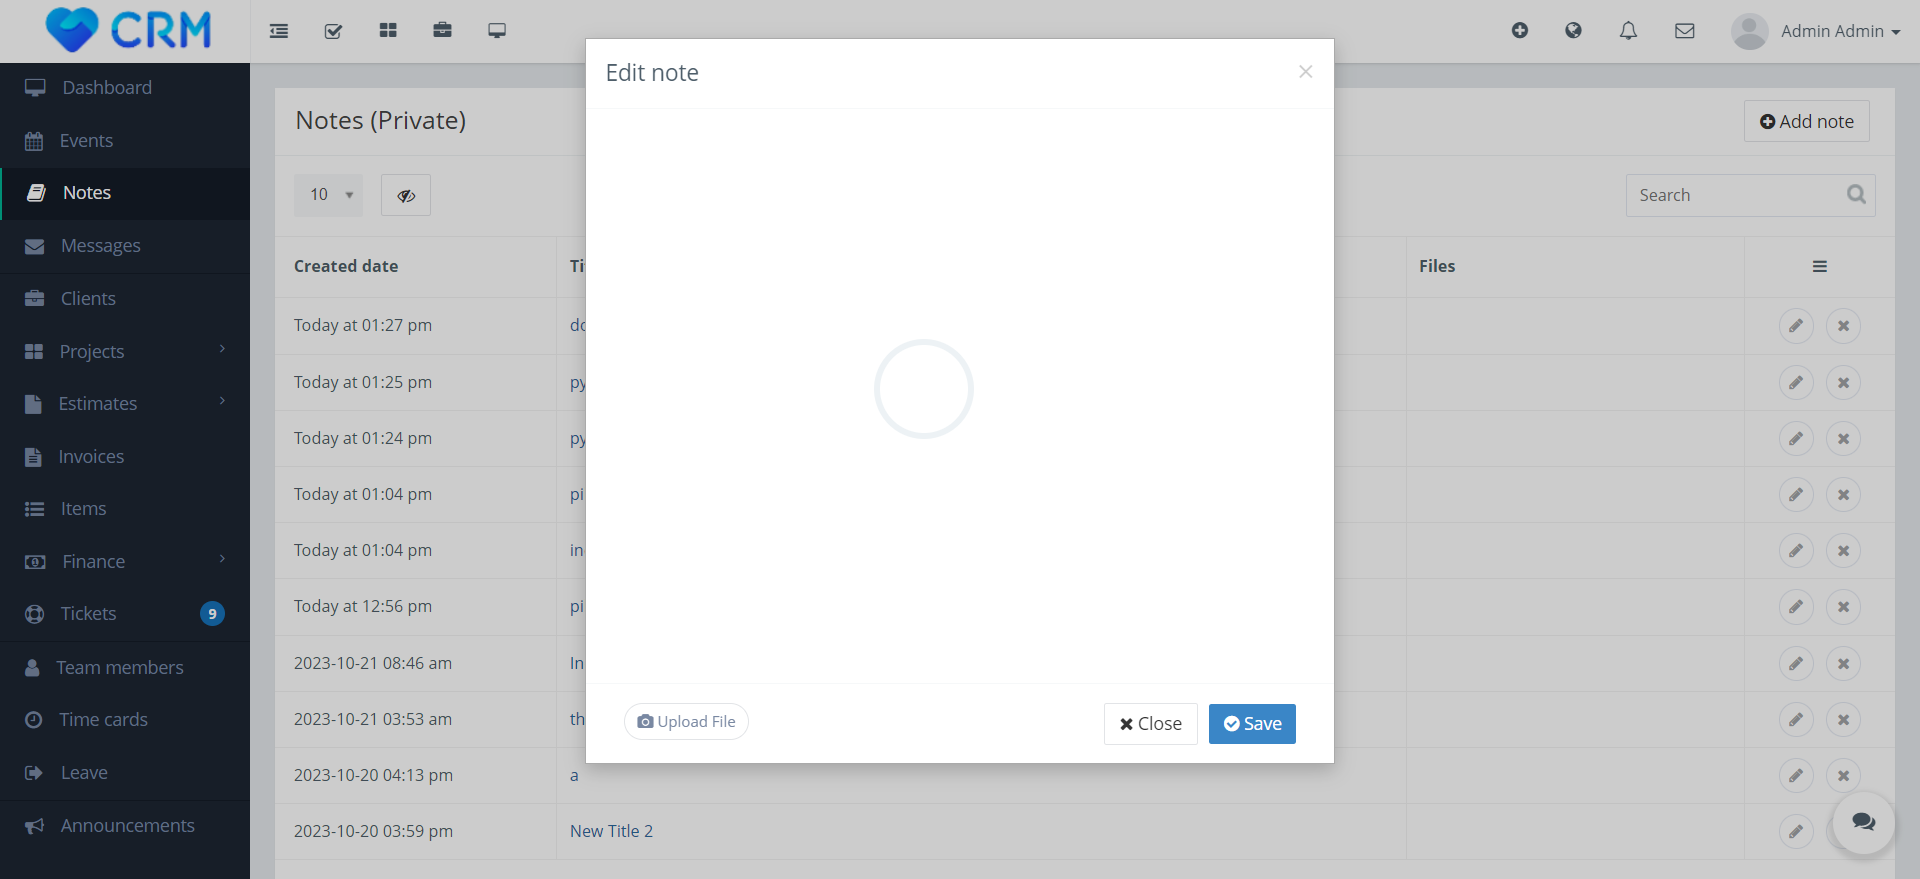 CRM
Admin Admin
Dashboard
Events
Notes
Messages
Clients
Projects
Estimates
Invoices
Items
Finance
Tickets 9
Team members
Time cards
Leave
Announcements
Notes (Private)
Add note
10
Search
Created date Ti Files
Today at 01:27 pm
Today at 01:25 pm py
Today at 01:24 pm py
Today at 01:04 pm pi
Today at 01:04 pm in
Today at 12:56 pm pi
2023-10-21 08:46 am In
2023-10-21 03:53 am th
2023-10-20 04:13 pm a
2023-10-20 03:59 pm New Title 2
Edit note
Upload File
Close
Save